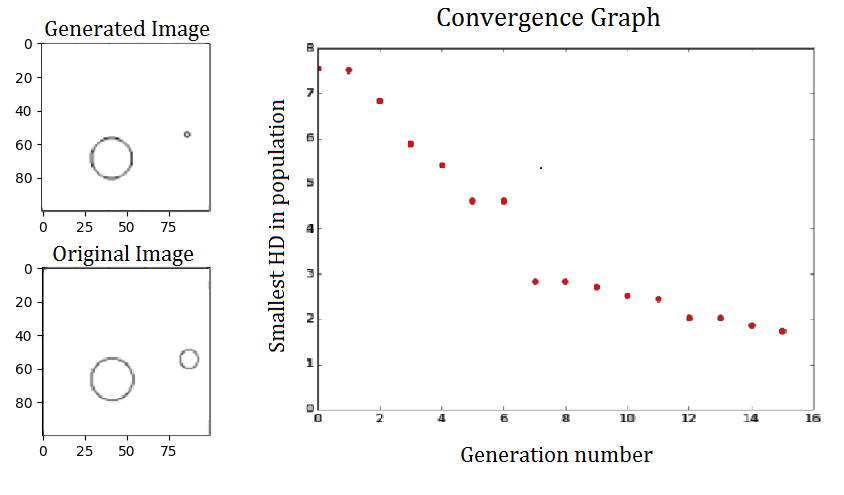 Generated Image
0
20
40
60
80
0 25 50 75
Original Image
0
20
40
60
80
0 25 50 75
Convergence Graph
Smallest HD in population
8
7
6
5
4
3
2
1
0
0 2 4 6 8 10 12 14 16
Generation number